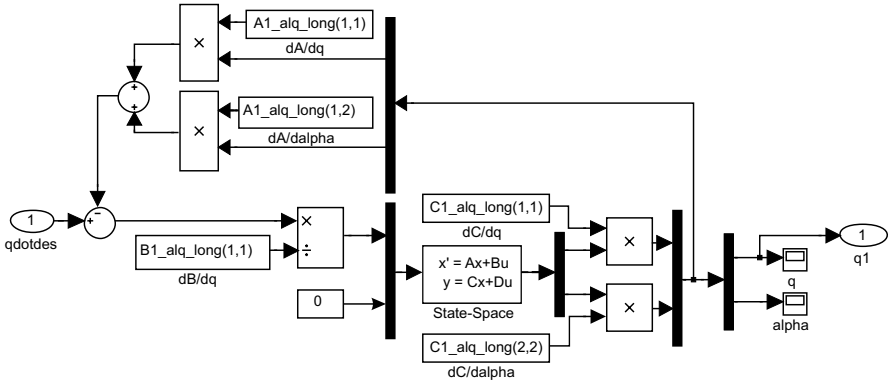 A1_alq_long(1,1)
dA/dq
×
+
+
A1_alq_long(1,2)
dA/dalpha
×
1
qdotdes
−
+
×
÷
B1_alq_long(1,1)
dB/dq
0
C1_alq_long(1,1)
dC/dq
x' = Ax+Bu
y = Cx+Du
State-Space
×
×
C1_alq_long(2,2)
dC/dalpha
1
q1
q
alpha